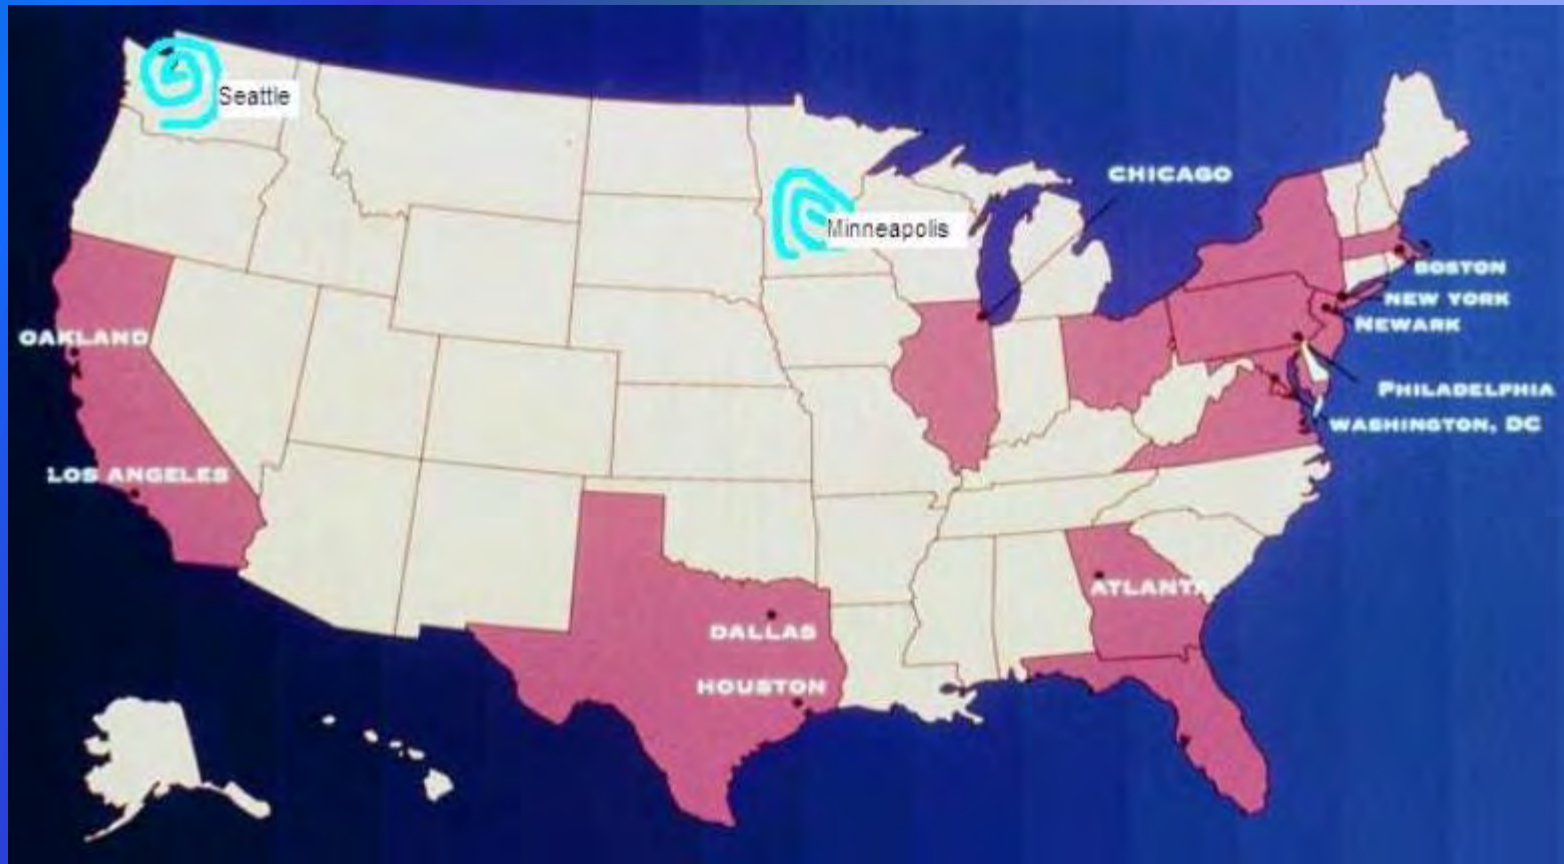 Seattle
CHICAGO
Minneapolis
BOSTON
NEW YORK
NEWARK
OAKLAND
PHILADELPHIA
WASHINGTON, DC
LOS ANGELES
ATLANTA
DALLAS
HOUSTON